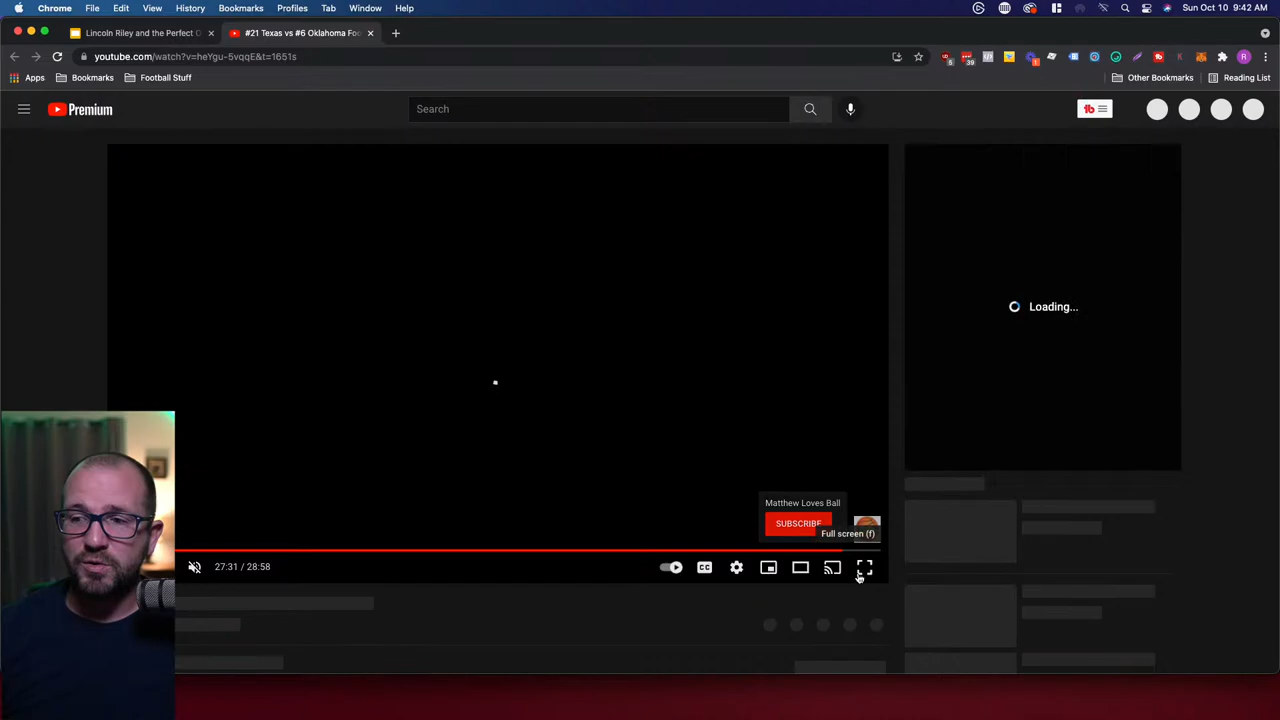 Chrome File Edit View History Bookmarks Profiles Tab Window Help Sun Oct 10 9:42 AM
Lincoln Riley and the Perfect #21 Texas vs #6 Oklahoma Foo
youtube.com/watch?v=heYgu-5vqqE&t=1651s
Apps Bookmarks Football Stuff Other Bookmarks Reading List
Premium Search
Loading...
Matthew Loves Ball
SUBSCRIBE
Full screen (f)
27:31 / 28:58
CC